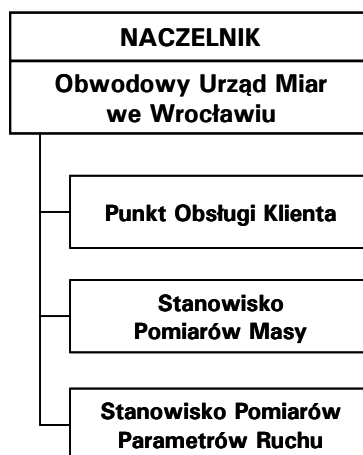 NACZELNIK
Obwodowy Urząd Miar
we Wrocławiu
Punkt Obsługi Klienta
Stanowisko
Pomiarów Masy
Stanowisko Pomiarów
Parametrów Ruchu